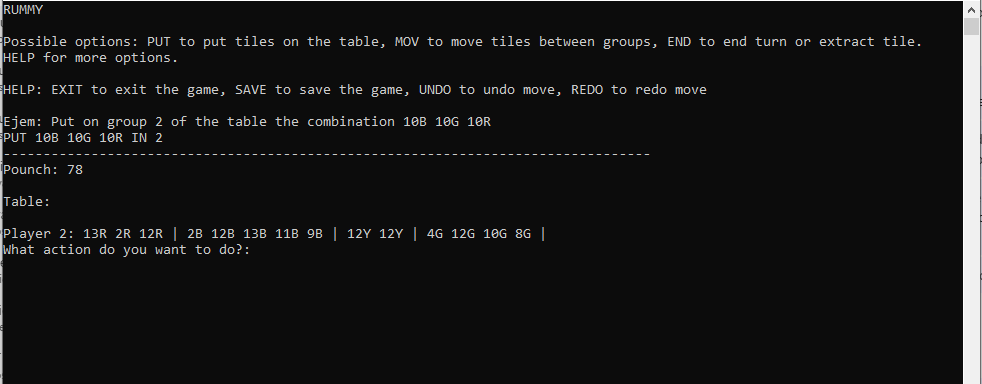 RUMMY
Possible options: PUT to put tiles on the table, MOV to move tiles between groups, END to end turn or extract tile.
HELP for more options.
HELP: EXIT to exit the game, SAVE to save the game, UNDO to undo move, REDO to redo move
Ejem: Put on group 2 of the table the combination 10B 10G 10R
PUT 10B 10G 10R IN 2
---------------------------------------------------------------------------------
Pounch: 78
Table:
Player 2: 13R 2R 12R | 2B 12B 13B 11B 9B | 12Y 12Y | 4G 12G 10G 8G |
What action do you want to do?: